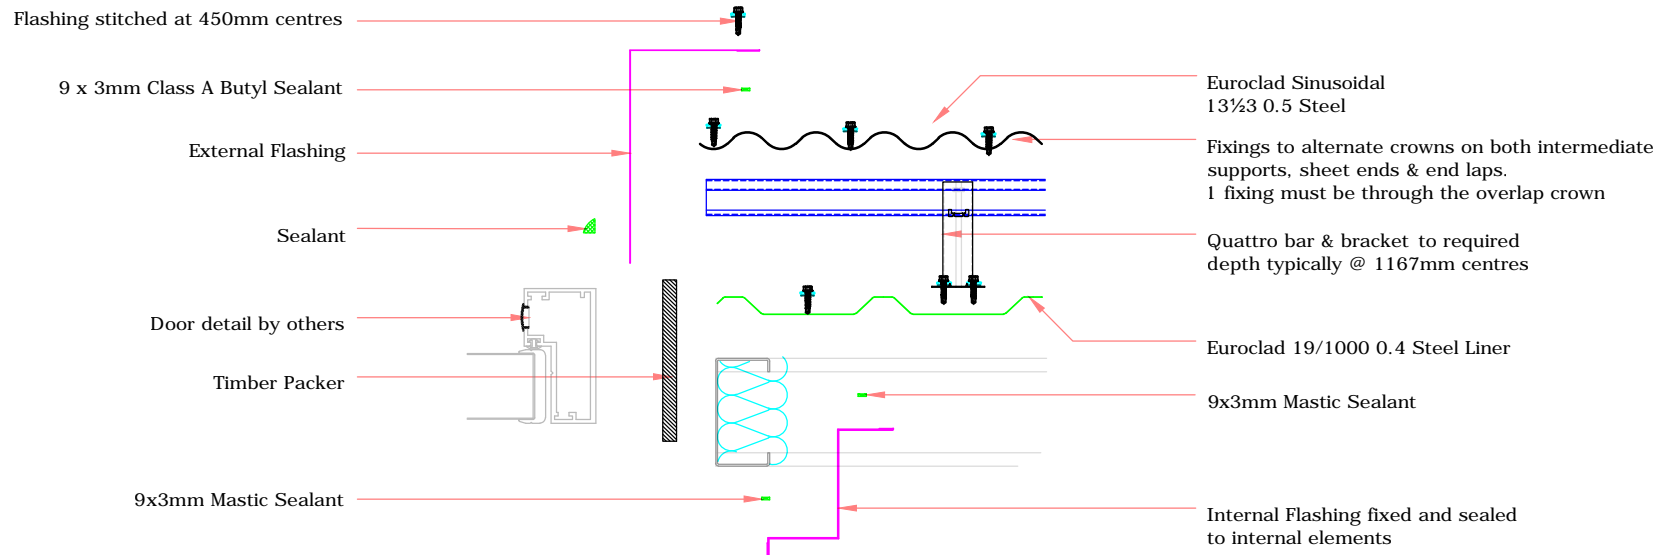 Flashing stitched at 450mm centres
9 x 3mm Class A Butyl Sealant
External Flashing
Sealant
Door detail by others
Timber Packer
9x3mm Mastic Sealant
Euroclad Sinusoidal
13½3 0.5 Steel
Fixings to alternate crowns on both intermediate
supports, sheet ends & end laps.
1 fixing must be through the overlap crown
Quattro bar & bracket to required
depth typically @ 1167mm centres
Euroclad 19/1000 0.4 Steel Liner
9x3mm Mastic Sealant
Internal Flashing fixed and sealed
to internal elements